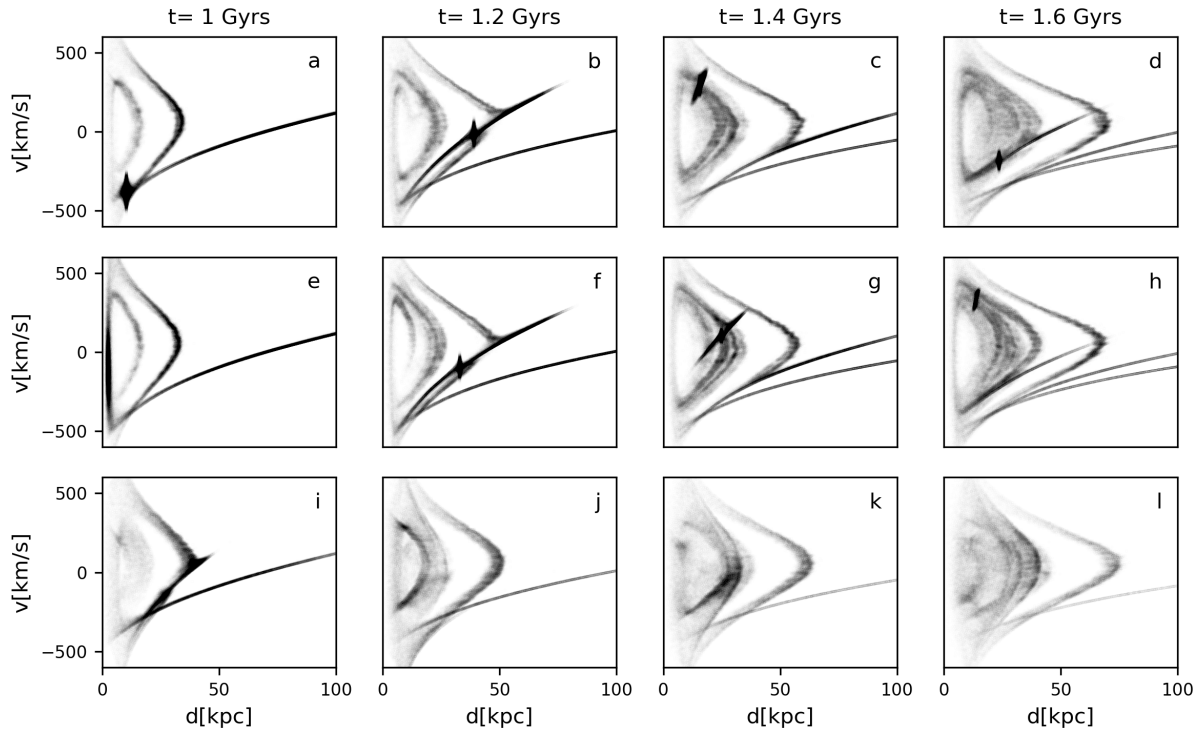 t= 1 Gyrs t= 1.2 Gyrs t= 1.4 Gyrs t= 1.6 Gyrs
500 a b c d
v[km/s] 0
−500
500 e f g h
v[km/s] 0
−500
500 i j k l
v[km/s] 0
−500
0 50 100 0 50 100 0 50 100 0 50 100
d[kpc] d[kpc] d[kpc] d[kpc]